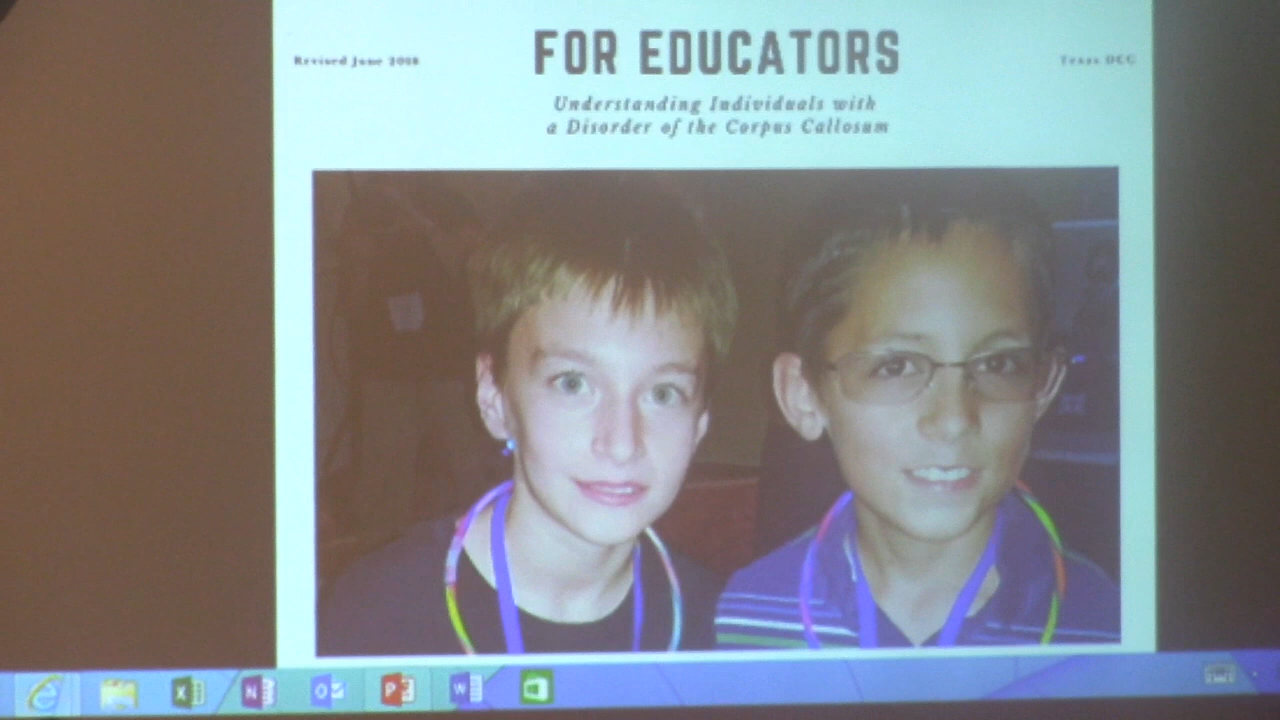 FOR EDUCATORS
Revised June 2018
Texas DCC
Understanding Individuals with
a Disorder of the Corpus Callosum